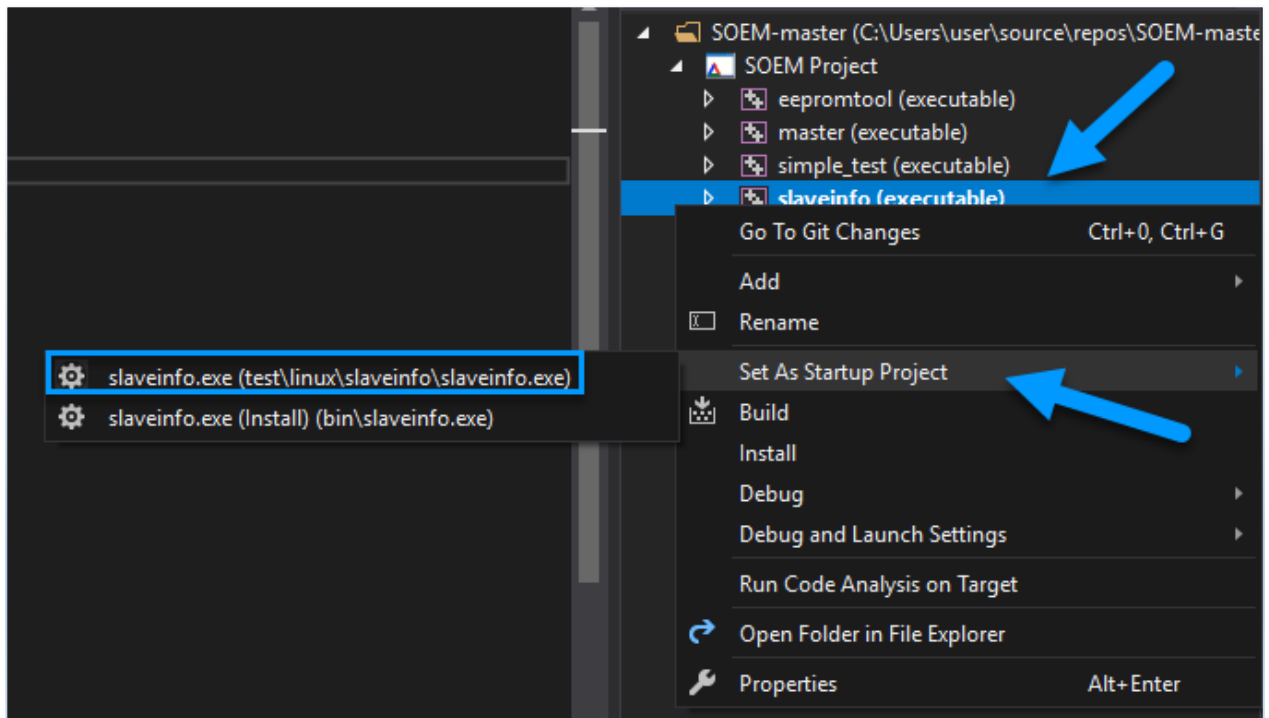 SOEM-master (C:\Users\user\source\repos\SOEM-maste
SOEM Project
eepromtool (executable)
master (executable)
simple_test (executable)
slaveinfo (executable)
Go To Git Changes Ctrl+0, Ctrl+G
Add
Rename
Set As Startup Project
slaveinfo.exe (test\linux\slaveinfo\slaveinfo.exe)
slaveinfo.exe (Install) (bin\slaveinfo.exe)
Build
Install
Debug
Debug and Launch Settings
Run Code Analysis on Target
Open Folder in File Explorer
Properties Alt+Enter